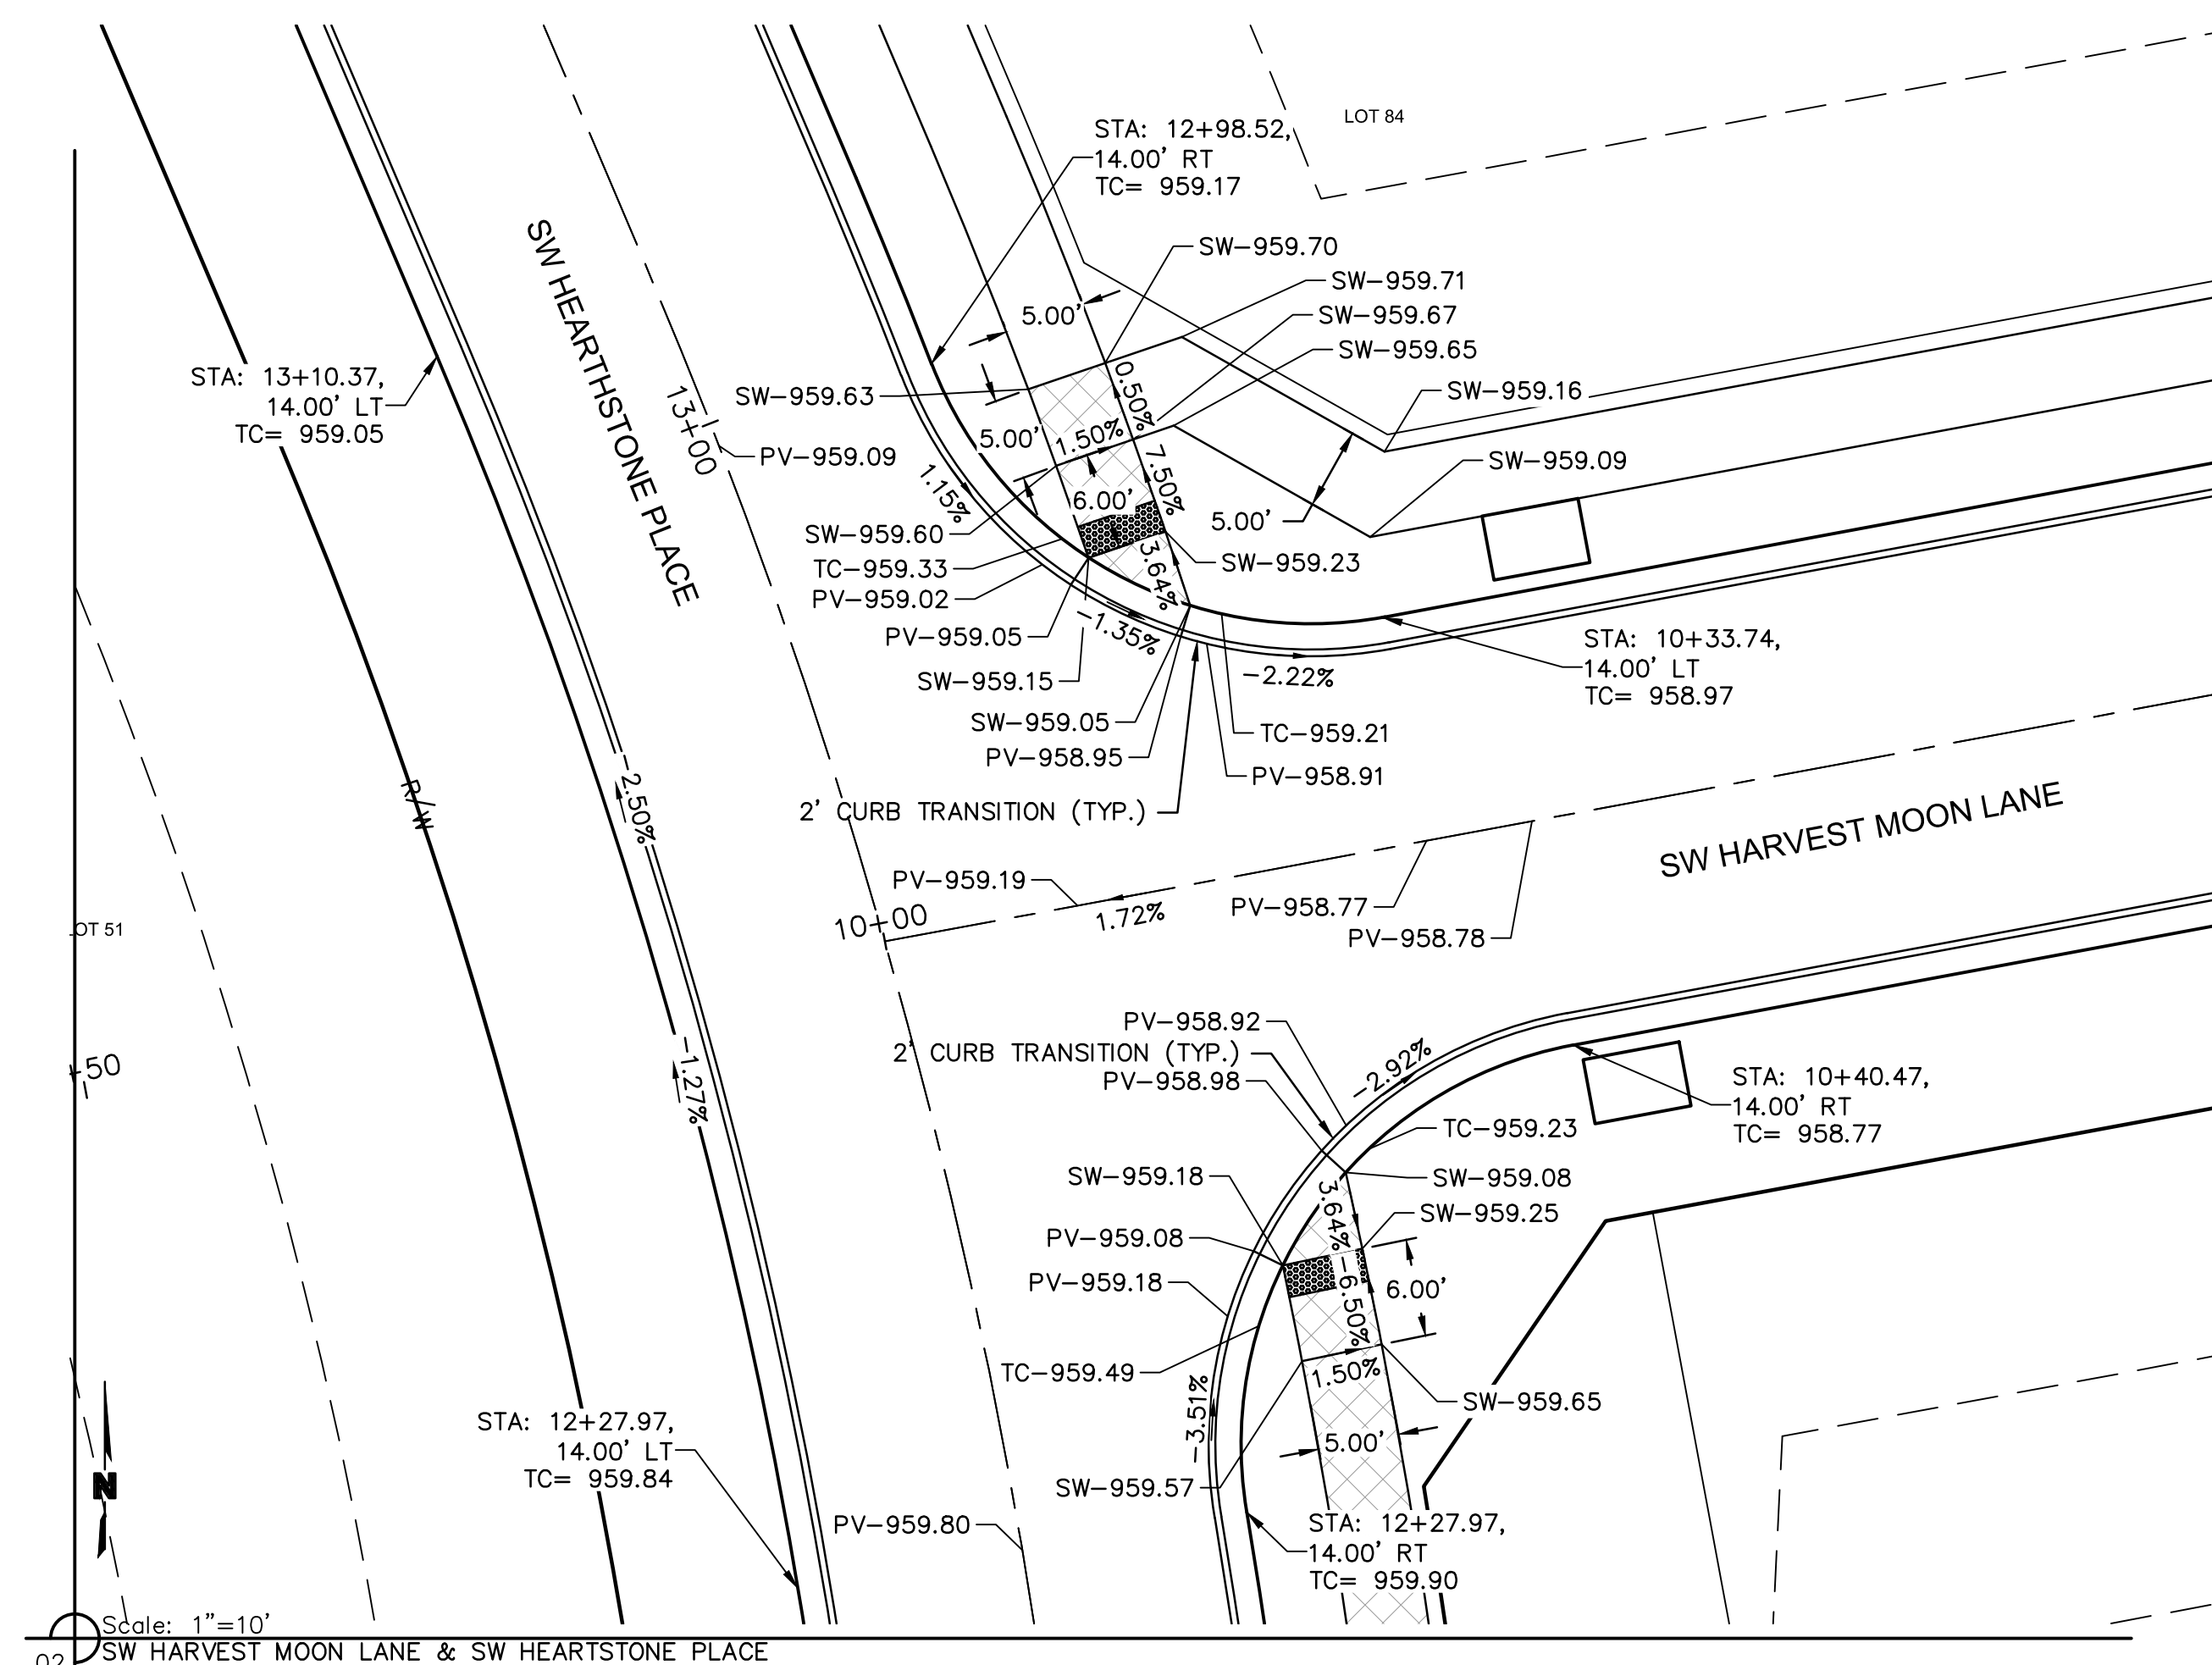 LOT 84
STA: 12+98.52,
14.00' RT
TC= 959.17
SW-959.70
SW-959.71
5.00'
SW-959.67
SW-959.65
SW HEARTHSTONE PLACE
STA: 13+10.37,
14.00' LT
TC= 959.05
SW-959.63
0.50%
SW-959.16
13+00
5.00'
1.50%
PV-959.09
SW-959.09
7.50%
1.15%
6.00'
5.00'
SW-959.60
TC-959.33
3.64%
SW-959.23
PV-959.02
PV-959.05
-1.35%
STA: 10+33.74,
14.00' LT
TC= 958.97
SW-959.15
-2.22%
SW-959.05
TC-959.21
PV-958.95
PV-958.91
R/W
-2.50%
2' CURB TRANSITION (TYP.)
SW HARVEST MOON LANE
PV-959.19
10+00
1.72%
PV-958.77
PV-958.78
OT 51
PV-958.92
2' CURB TRANSITION (TYP.)
PV-958.98
-2.92%
+50
-1.27%
STA: 10+40.47,
14.00' RT
TC= 958.77
TC-959.23
SW-959.18
SW-959.08
3.64%
SW-959.25
PV-959.08
PV-959.18
-6.50%
6.00'
TC-959.49
1.50%
SW-959.65
-3.51%
STA: 12+27.97,
14.00' LT
TC= 959.84
5.00'
SW-959.57
N
PV-959.80
STA: 12+27.97,
14.00' RT
TC= 959.90
Scale: 1"=10'
SW HARVEST MOON LANE & SW HEARTSTONE PLACE
02